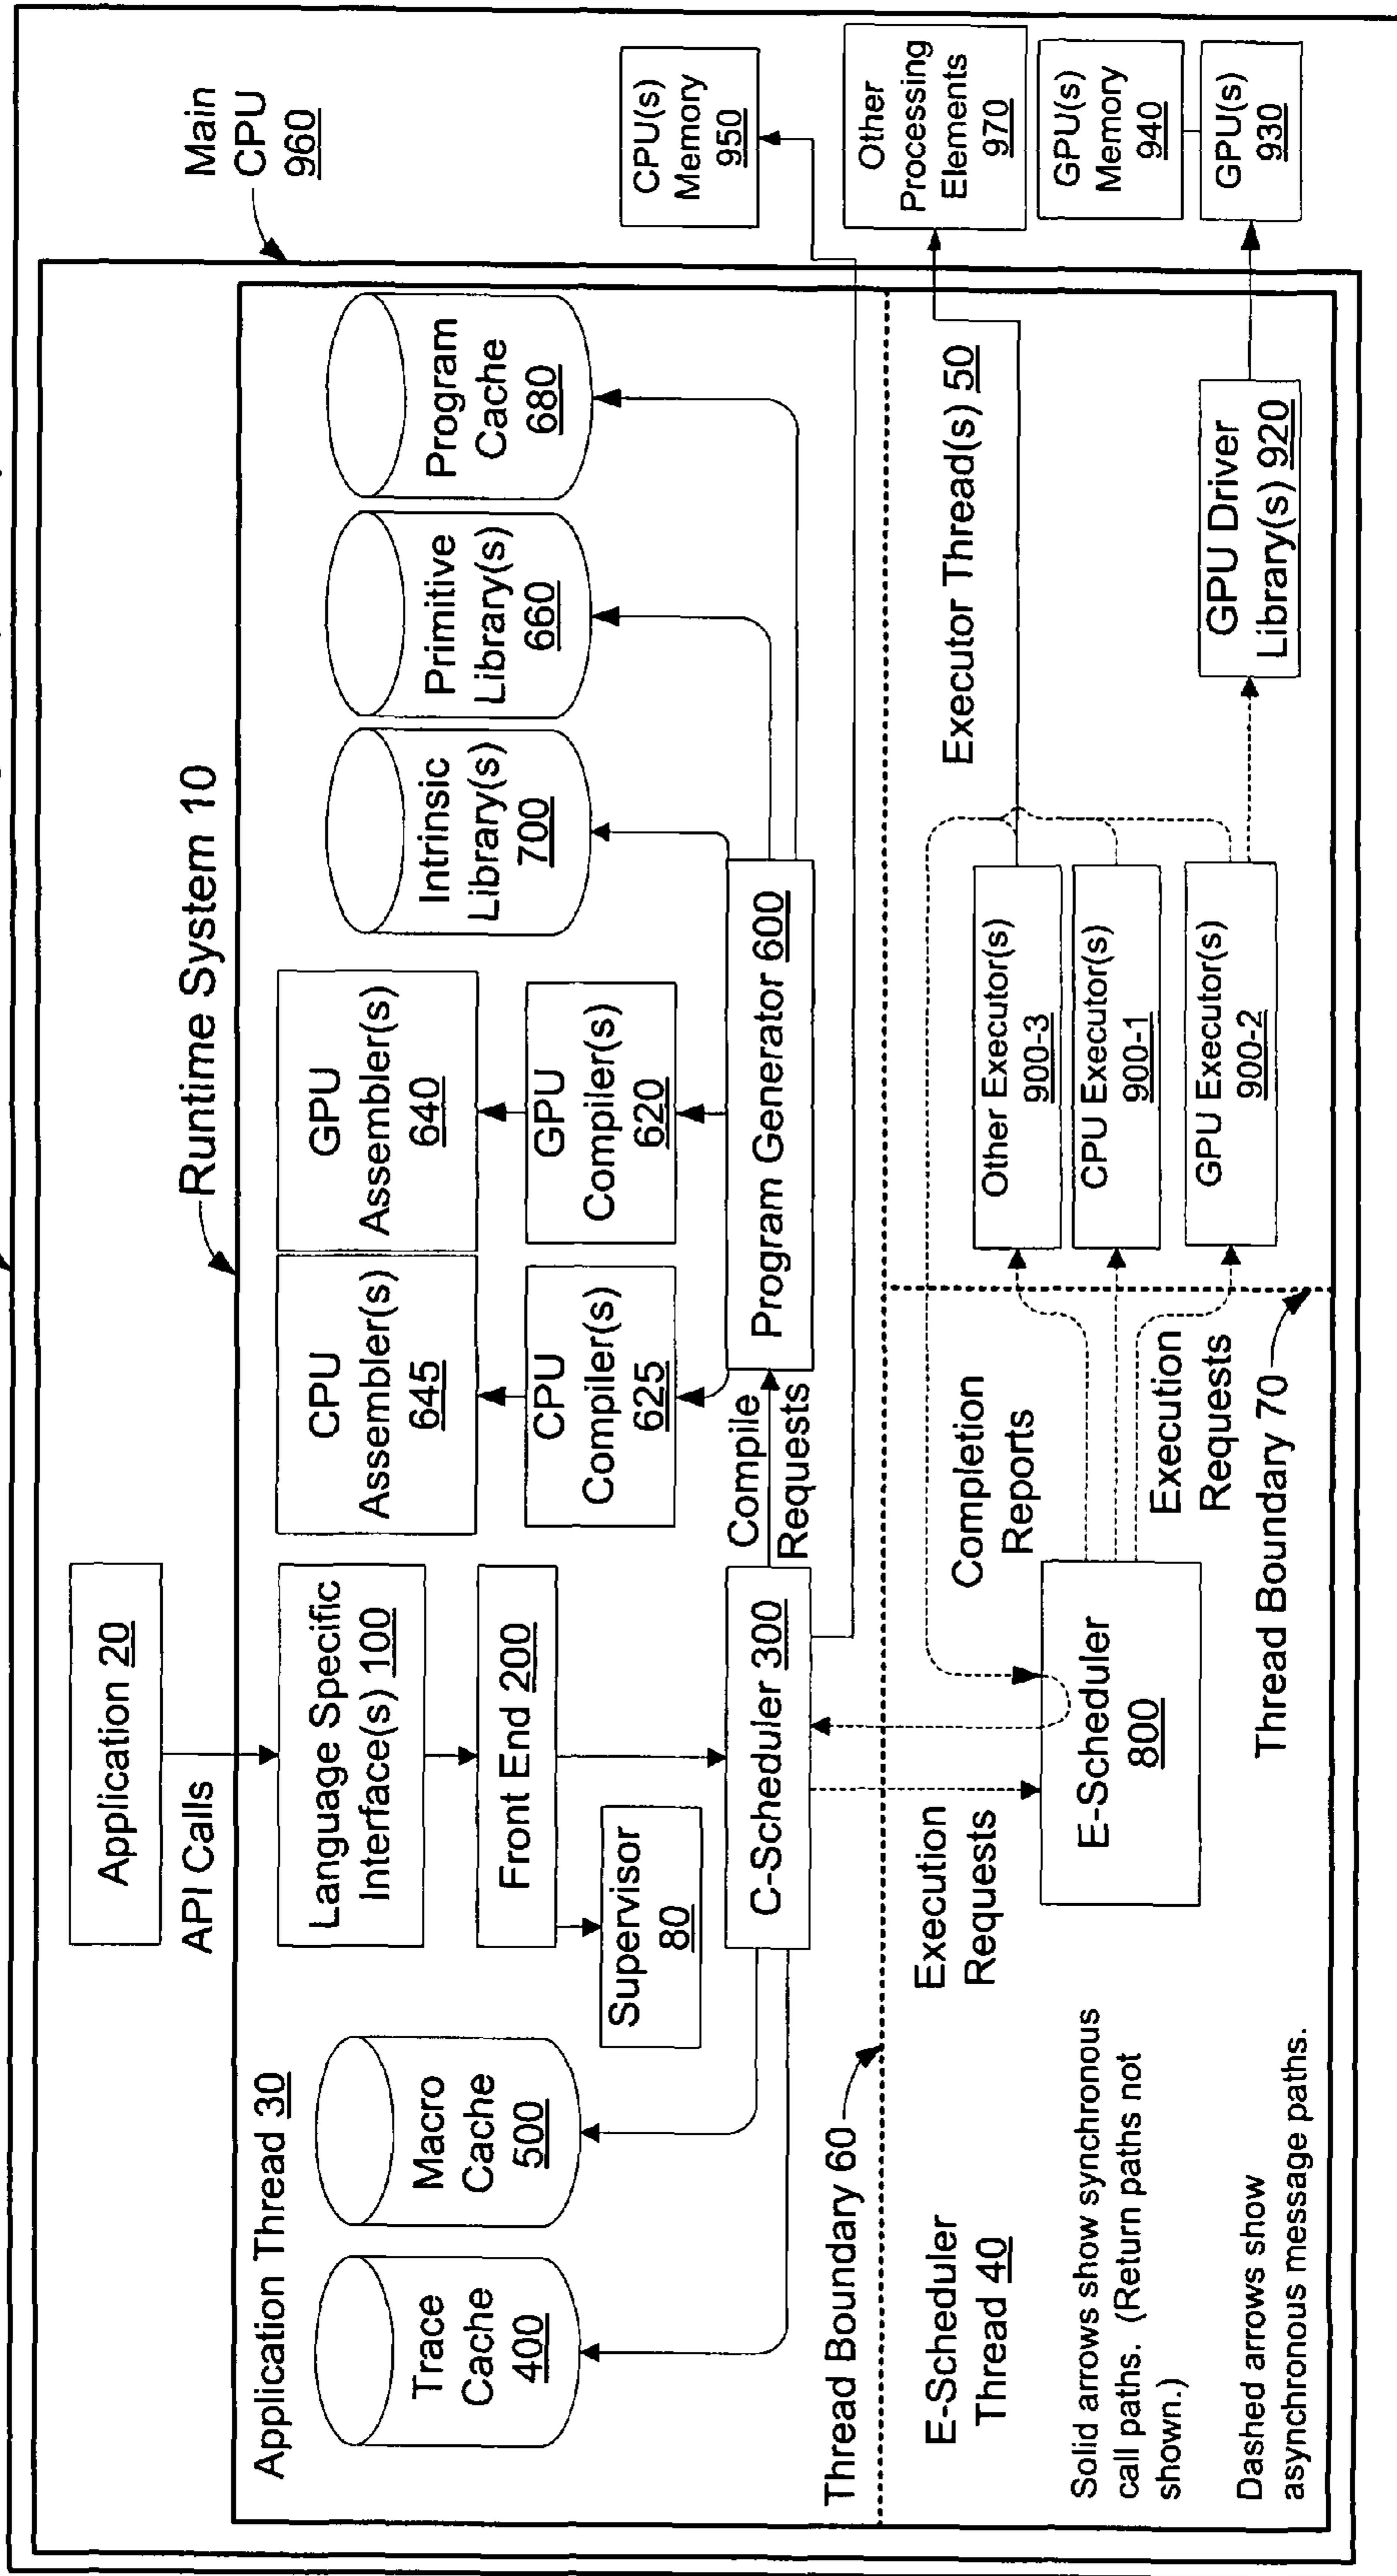 Main
CPU
960
Runtime System 10
Application 20
API Calls
Application Thread 30
Language Specific
Interface(s) 100
Front End 200
Supervisor
80
C-Scheduler 300
Trace
Cache
400
Macro
Cache
500
CPU
Assembler(s)
645
GPU
Assembler(s)
640
CPU
Compiler(s)
625
GPU
Compiler(s)
620
Compile
Requests
Program Generator 600
Intrinsic
Library(s)
700
Primitive
Library(s)
660
Program
Cache
680
CPU(s)
Memory
950
Other
Processing
Elements
970
GPU(s)
Memory
940
GPU(s)
930
Thread Boundary 60
E-Scheduler
Thread 40
Execution
Requests
E-Scheduler
800
Completion
Reports
Execution
Requests
Thread Boundary 70
Executor Thread(s) 50
Other Executor(s)
900-3
CPU Executor(s)
900-1
GPU Executor(s)
900-2
GPU Driver
Library(s) 920
Solid arrows show synchronous
call paths. (Return paths not
shown.)
Dashed arrows show
asynchronous message paths.